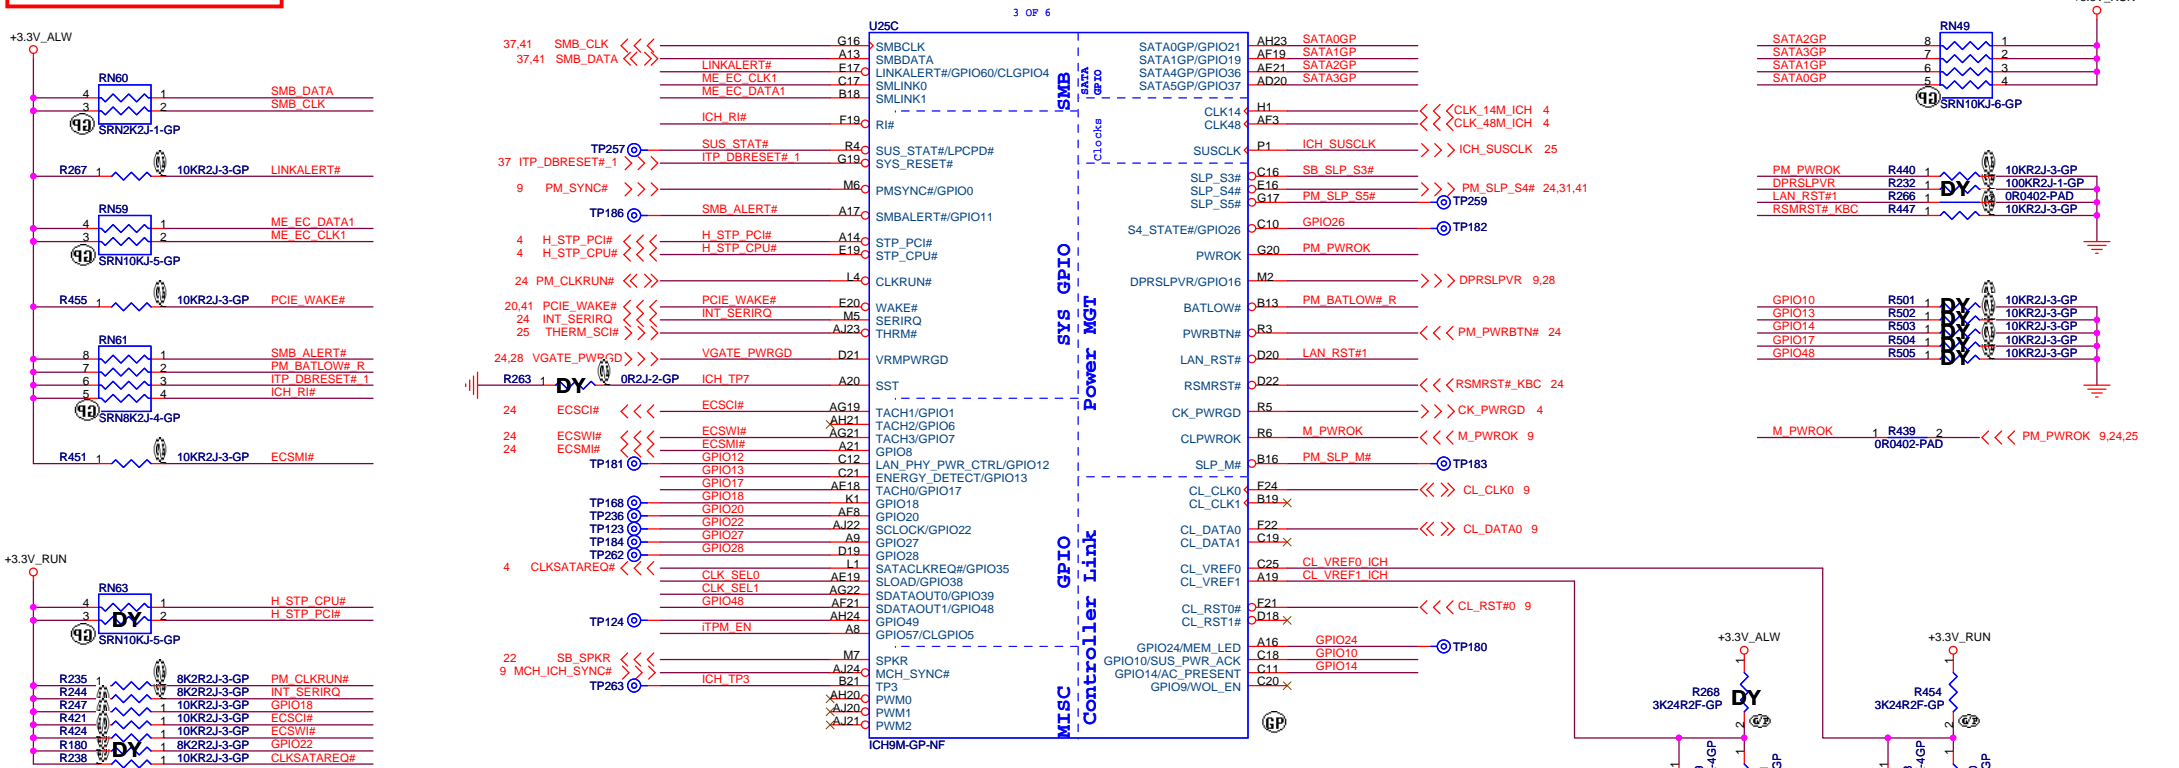 3 OF 6
+3.3V_ALW
RN60
4 1 SMB_DATA
3 2 SMB_CLK
SRN2K2J-1-GP
R267 1 10KR2J-3-GP LINKALERT#
RN59
4 1 ME_EC_DATA1
3 2 ME_EC_CLK1
SRN10KJ-5-GP
R455 1 10KR2J-3-GP PCIE_WAKE#
RN61
8 1 SMB_ALERT#
7 2 PM_BATLOW#_R
6 3 ITP_DBRESET#_1
5 4 ICH_RI#
SRN8K2J-4-GP
R451 1 10KR2J-3-GP ECSMI#
+3.3V_RUN
RN63
4 1 H_STP_CPU#
3 2 H_STP_PCI#
DY
SRN10KJ-5-GP
R235 1 8K2R2J-3-GP PM_CLKRUN#
R244 1 8K2R2J-3-GP INT_SERIRQ
R247 1 10KR2J-3-GP GPIO18
R421 1 10KR2J-3-GP ECSCI#
R424 1 10KR2J-3-GP ECSWI#
R180 DY 1 8K2R2J-3-GP GPIO22
R238 1 10KR2J-3-GP CLKSATAREQ#
U25C
37,41 SMB_CLK G16 SMBCLK
37,41 SMB_DATA A13 SMBDATA
LINKALERT# E17 LINKALERT#/GPIO60/CLGPIO4
ME_EC_CLK1 C17 SMLINK0
ME_EC_DATA1 B18 SMLINK1
ICH_RI# F19 RI#
TP257 SUS_STAT# R4 SUS_STAT#/LPCPD#
37 ITP_DBRESET#_1 ITP_DBRESET#_1 G19 SYS_RESET#
9 PM_SYNC# M6 PMSYNC#/GPIO0
TP186 SMB_ALERT# A17 SMBALERT#/GPIO11
4 H_STP_PCI# H_STP_PCI# A14 STP_PCI#
4 H_STP_CPU# H_STP_CPU# E19 STP_CPU#
24 PM_CLKRUN# L4 CLKRUN#
20,41 PCIE_WAKE# PCIE_WAKE# E20 WAKE#
24 INT_SERIRQ INT_SERIRQ M5 SERIRQ
25 THERM_SCI# AJ23 THRM#
24,28 VGATE_PWRGD VGATE_PWRGD D21 VRMPWRGD
R263 1 DY 0R2J-2-GP ICH_TP7 A20 SST
24 ECSCI# ECSCI# AG19 TACH1/GPIO1
AH21 TACH2/GPIO6
24 ECSWI# ECSWI# AG21 TACH3/GPIO7
24 ECSMI# ECSMI# A21 GPIO8
TP181 GPIO12 C12 LAN_PHY_PWR_CTRL/GPIO12
GPIO13 C21 ENERGY_DETECT/GPIO13
GPIO17 AE18 TACH0/GPIO17
TP168 GPIO18 K1 GPIO18
TP236 GPIO20 AF8 GPIO20
TP123 GPIO22 AJ22 SCLOCK/GPIO22
TP184 GPIO27 A9 GPIO27
TP262 GPIO28 D19 GPIO28
4 CLKSATAREQ# L1 SATACLKREQ#/GPIO35
CLK_SEL0 AE19 SLOAD/GPIO38
CLK_SEL1 AG22 SDATAOUT0/GPIO39
GPIO48 AF21 SDATAOUT1/GPIO48
TP124 AH24 GPIO49
iTPM_EN A8 GPIO57/CLGPIO5
22 SB_SPKR M7 SPKR
9 MCH_ICH_SYNC# AJ24 MCH_SYNC#
TP263 ICH_TP3 B21 TP3
AH20 PWM0
AJ20 PWM1
AJ21 PWM2
ICH9M-GP-NF
SMB
SATA GPIO
Clocks
SYS GPIO
Power MGT
GPIO
Controller Link
MISC
GP
SATA0GP/GPIO21 AH23 SATA0GP
SATA1GP/GPIO19 AF19 SATA1GP
SATA4GP/GPIO36 AE21 SATA2GP
SATA5GP/GPIO37 AD20 SATA3GP
CLK14 H1 CLK_14M_ICH 4
CLK48 AF3 CLK_48M_ICH 4
SUSCLK P1 ICH_SUSCLK ICH_SUSCLK 25
SLP_S3# C16 SB_SLP_S3#
SLP_S4# E16 PM_SLP_S4# 24,31,41
SLP_S5# G17 PM_SLP_S5# TP259
S4_STATE#/GPIO26 C10 GPIO26 TP182
PWROK G20 PM_PWROK
DPRSLPVR/GPIO16 M2 DPRSLPVR 9,28
BATLOW# B13 PM_BATLOW#_R
PWRBTN# R3 PM_PWRBTN# 24
LAN_RST# D20 LAN_RST#1
RSMRST# D22 RSMRST#_KBC 24
CK_PWRGD R5 CK_PWRGD 4
CLPWROK R6 M_PWROK M_PWROK 9
SLP_M# B16 PM_SLP_M# TP183
CL_CLK0 F24 CL_CLK0 9
CL_CLK1 B19
CL_DATA0 F22 CL_DATA0 9
CL_DATA1 C19
CL_VREF0 C25 CL_VREF0_ICH
CL_VREF1 A19 CL_VREF1_ICH
CL_RST0# F21 CL_RST#0 9
CL_RST1# D18
GPIO24/MEM_LED A16 GPIO24 TP180
GPIO10/SUS_PWR_ACK C18 GPIO10
GPIO14/AC_PRESENT C11 GPIO14
GPIO9/WOL_EN C20
RN49
SATA2GP 8 1
SATA3GP 7 2
SATA1GP 6 3
SATA0GP 5 4
SRN10KJ-6-GP
PM_PWROK R440 1 10KR2J-3-GP
DPRSLPVR R232 1 DY 100KR2J-1-GP
LAN_RST#1 R266 1 0R0402-PAD
RSMRST#_KBC R447 1 10KR2J-3-GP
GPIO10 R501 1 DY 10KR2J-3-GP
GPIO13 R502 1 DY 10KR2J-3-GP
GPIO14 R503 1 DY 10KR2J-3-GP
GPIO17 R504 1 DY 10KR2J-3-GP
GPIO48 R505 1 DY 10KR2J-3-GP
M_PWROK 1 R439 2 PM_PWROK 9,24,25
0R0402-PAD
+3.3V_ALW
R268 DY
3K24R2F-GP
+3.3V_RUN
R454
3K24R2F-GP